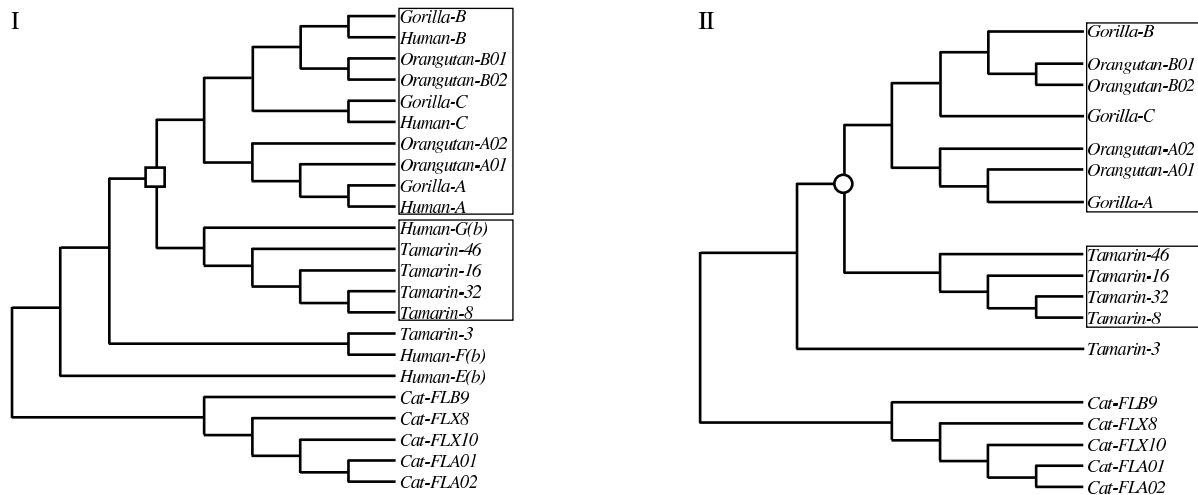 I
Gorilla-B
Human-B
Orangutan-B01
Orangutan-B02
Gorilla-C
Human-C
Orangutan-A02
Orangutan-A01
Gorilla-A
Human-A
Human-G(b)
Tamarin-46
Tamarin-16
Tamarin-32
Tamarin-8
Tamarin-3
Human-F(b)
Human-E(b)
Cat-FLB9
Cat-FLX8
Cat-FLX10
Cat-FLA01
Cat-FLA02
II
Gorilla-B
Orangutan-B01
Orangutan-B02
Gorilla-C
Orangutan-A02
Orangutan-A01
Gorilla-A
Tamarin-46
Tamarin-16
Tamarin-32
Tamarin-8
Tamarin-3
Cat-FLB9
Cat-FLX8
Cat-FLX10
Cat-FLA01
Cat-FLA02